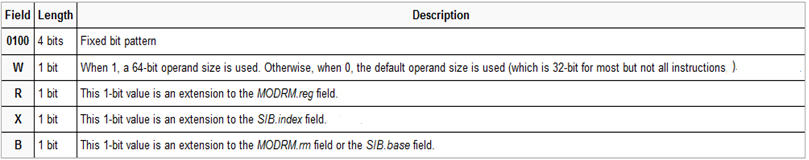 Field Length Description
0100 4 bits Fixed bit pattern
W 1 bit When 1, a 64-bit operand size is used. Otherwise, when 0, the default operand size is used (which is 32-bit for most but not all instructions ).
R 1 bit This 1-bit value is an extension to the MODRM.reg field.
X 1 bit This 1-bit value is an extension to the SIB.index field.
B 1 bit This 1-bit value is an extension to the MODRM.rm field or the SIB.base field.